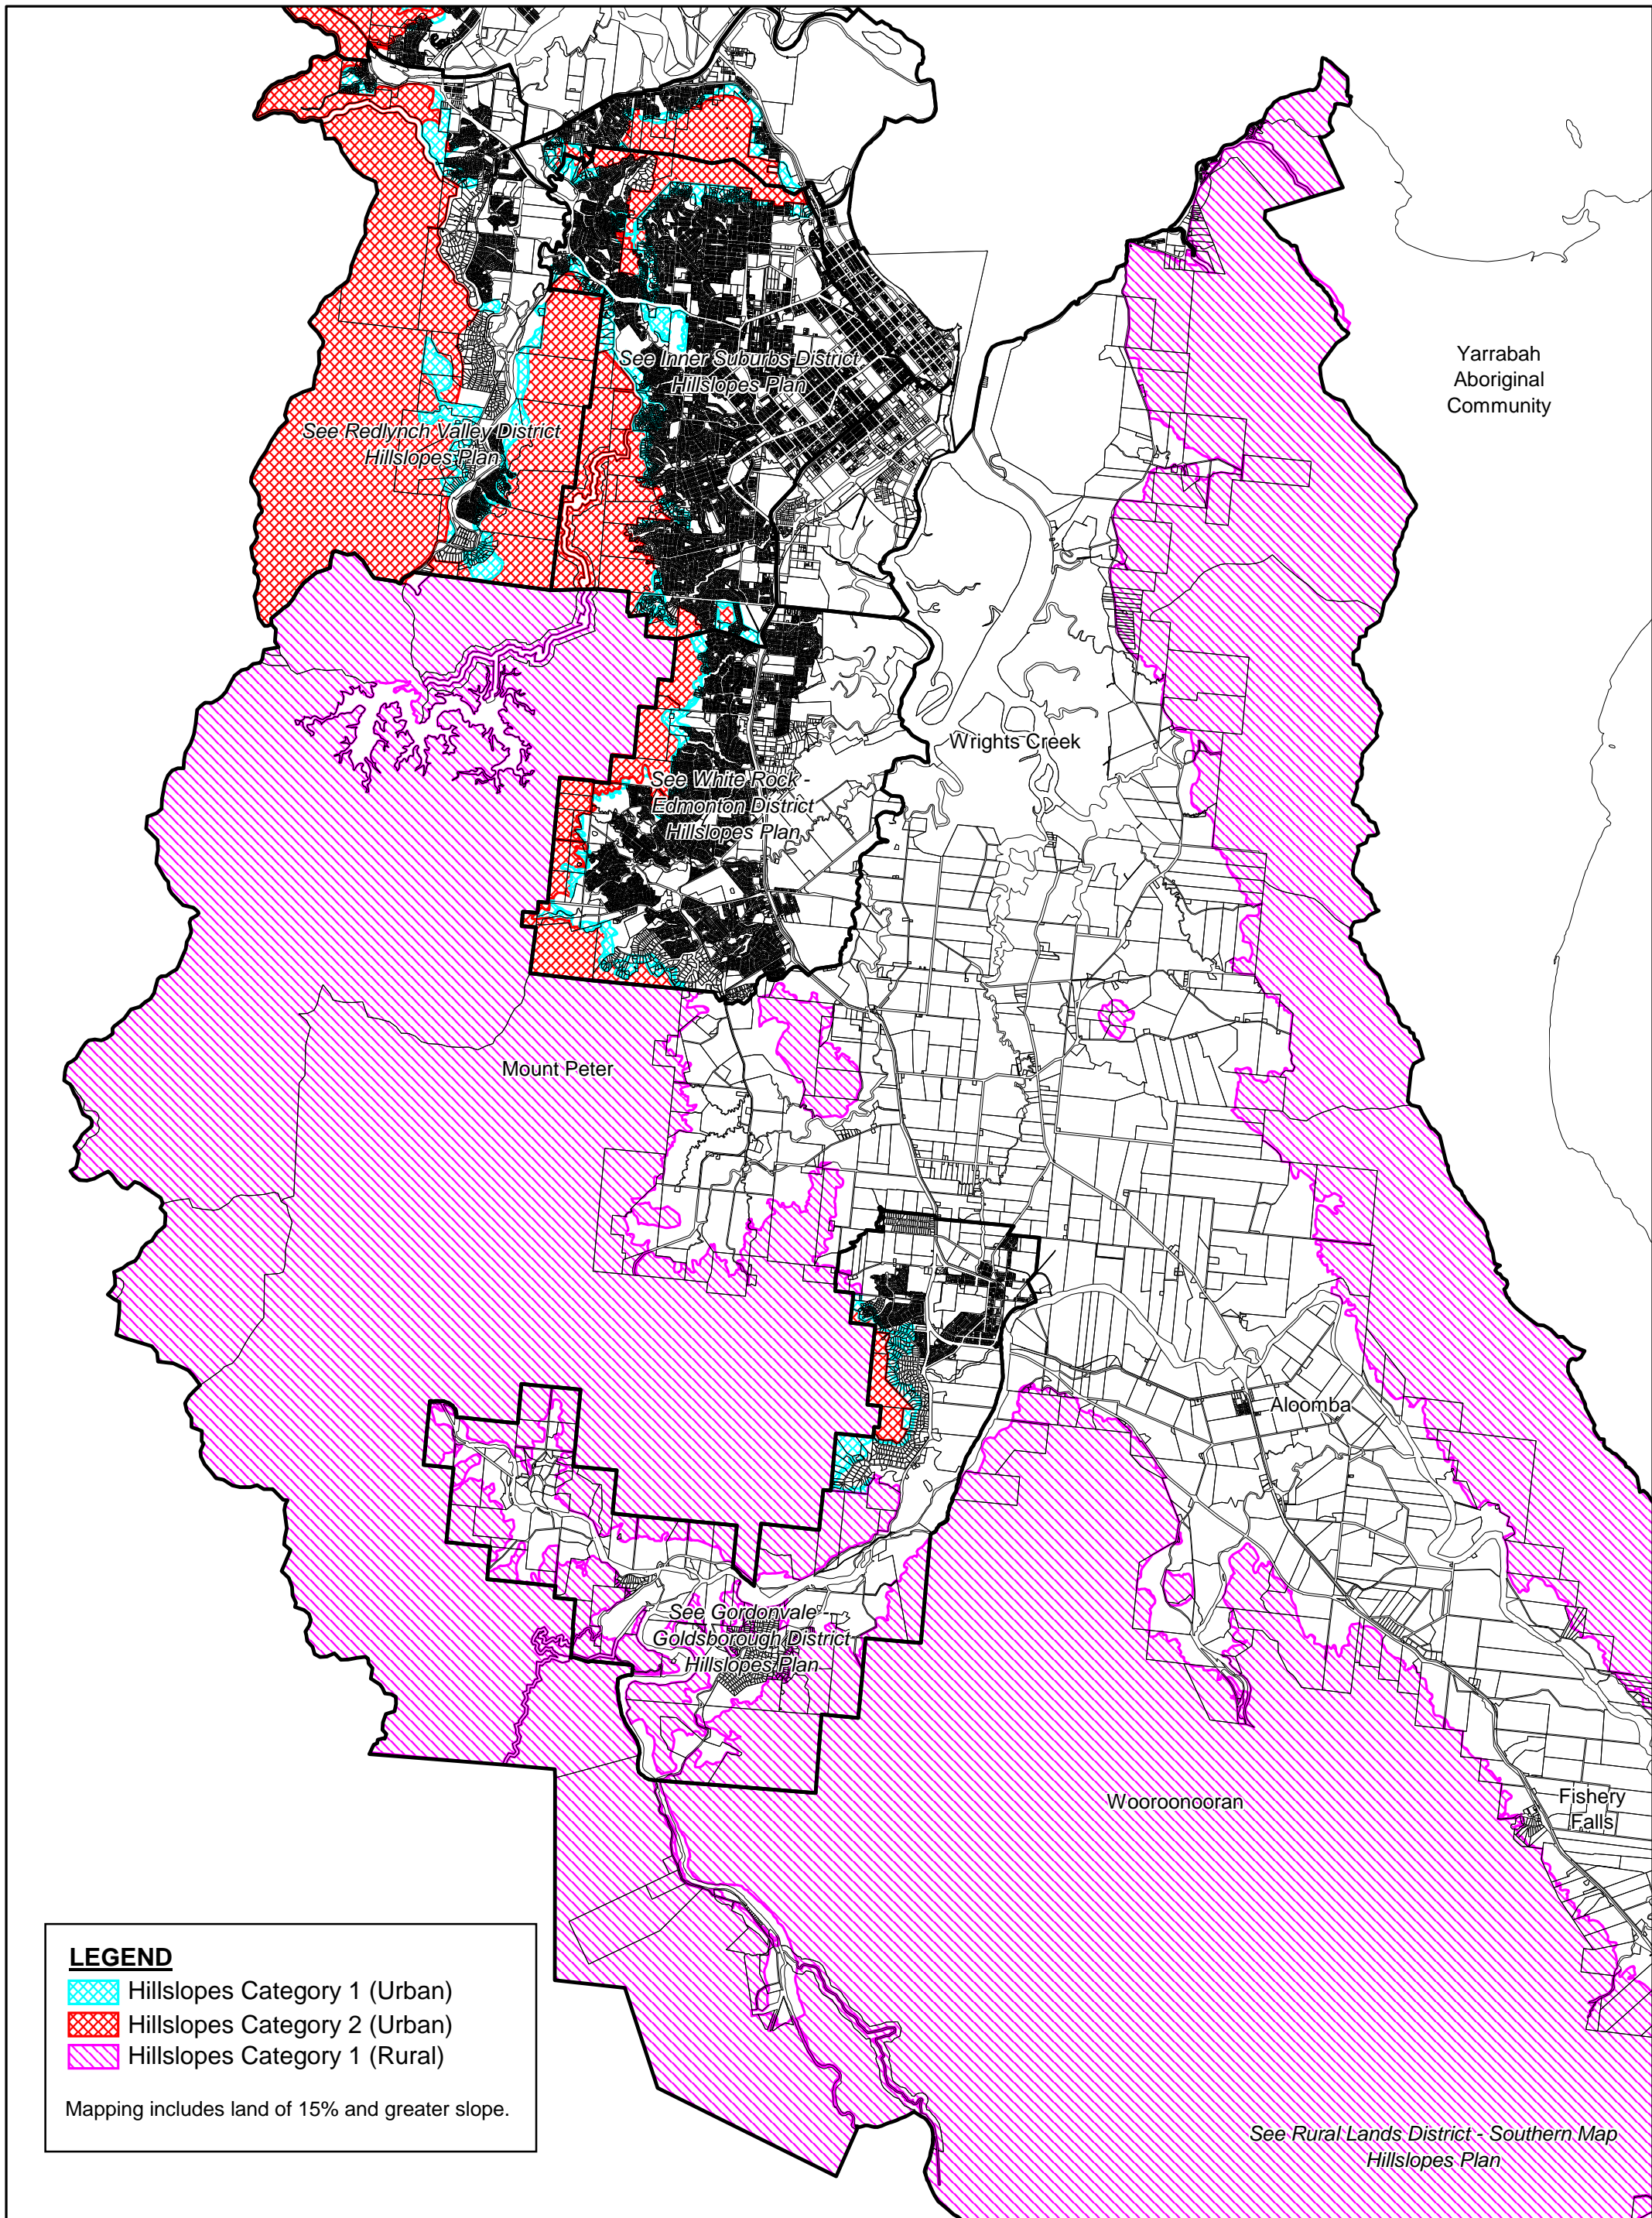 Yarrabah
Aboriginal
Community
See Inner Suburbs District
Hillslopes Plan
See Redlynch Valley District
Hillslopes Plan
Wrights Creek
See White Rock -
Edmonton District
Hillslopes Plan
Mount Peter
Aloomba
See Gordonvale -
Goldsborough District
Hillslopes Plan
Wooroonooran
Fishery
Falls
LEGEND
Hillslopes Category 1 (Urban)
Hillslopes Category 2 (Urban)
Hillslopes Category 1 (Rural)
Mapping includes land of 15% and greater slope.
See Rural Lands District - Southern Map
Hillslopes Plan